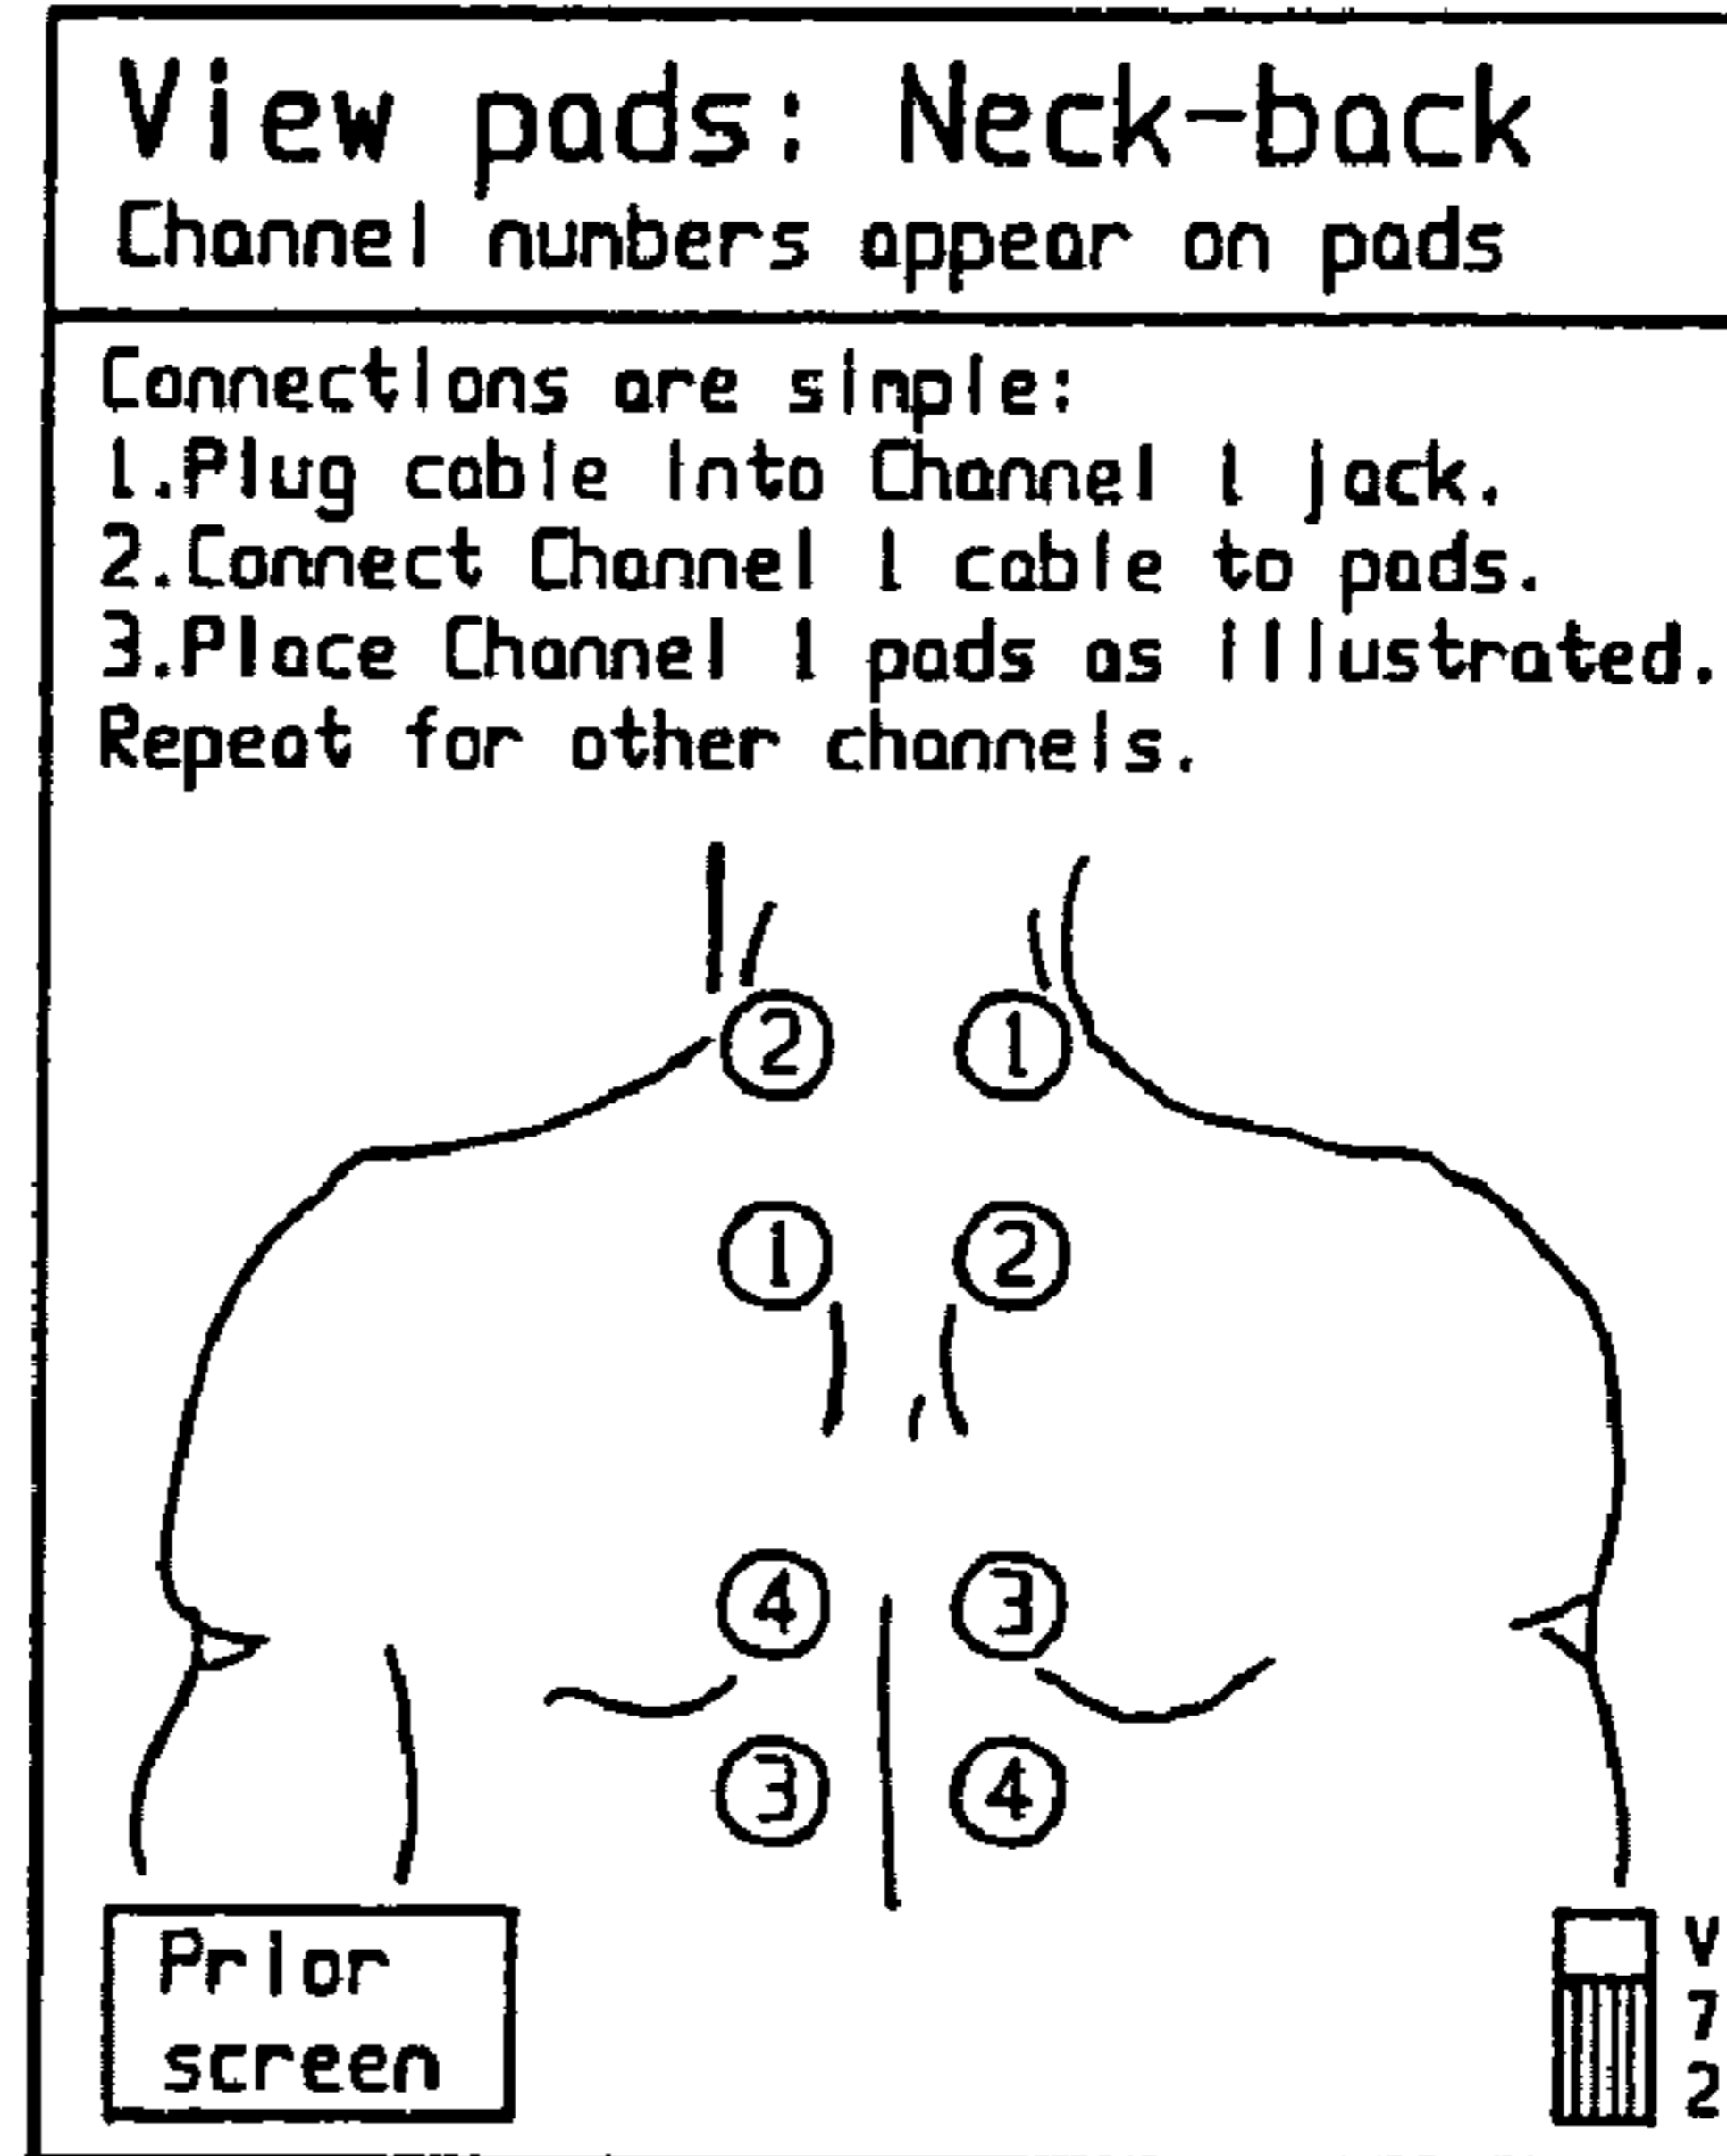 View pads: Neck-back
Channel numbers appear on pads
Connections are simple:
1.Plug cable into Channel 1 jack.
2.Connect Channel 1 cable to pads.
3.Place Channel 1 pads as illustrated.
Repeat for other channels.
2 1
1 2
4 3
3 4
Prior
screen
V
7
2